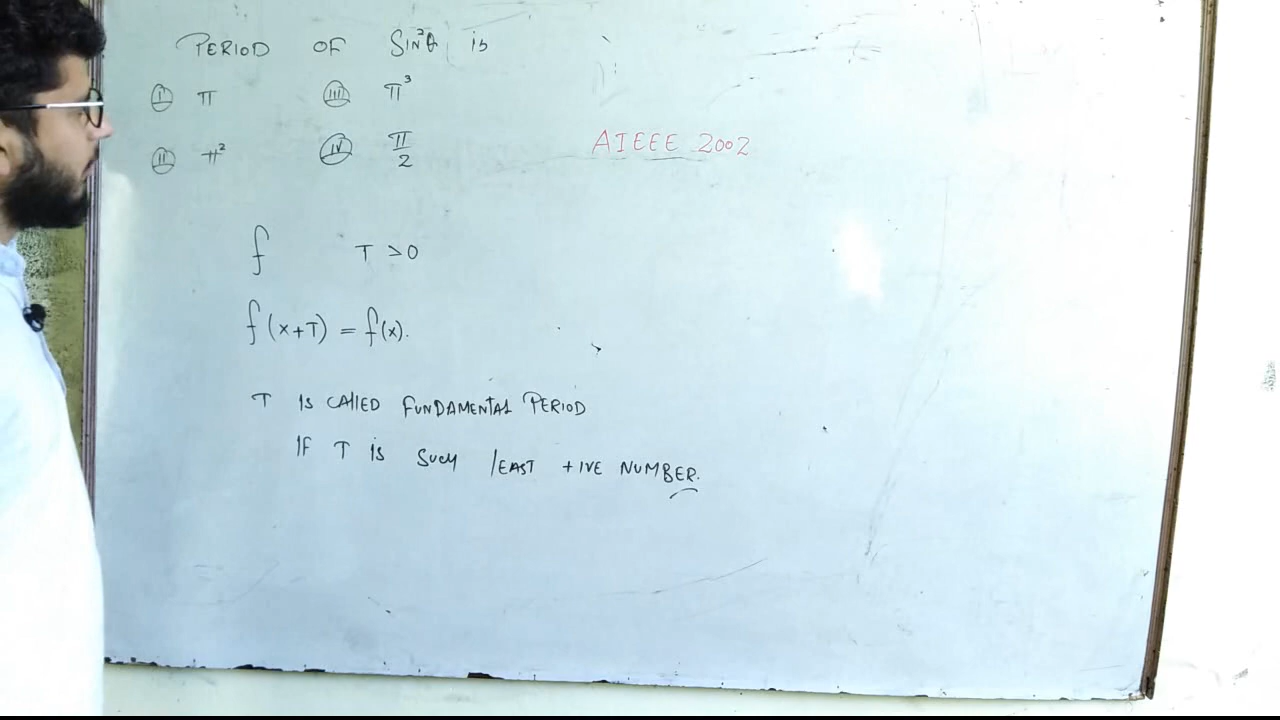 PERIOD OF SIN²θ is
(I) π (III) π³
(II) π² (IV) π/2
AIEEE 2002
f T > 0
f(x+T) = f(x).
T IS CALLED FUNDAMENTAL PERIOD
IF T IS SUCH LEAST +IVE NUMBER.